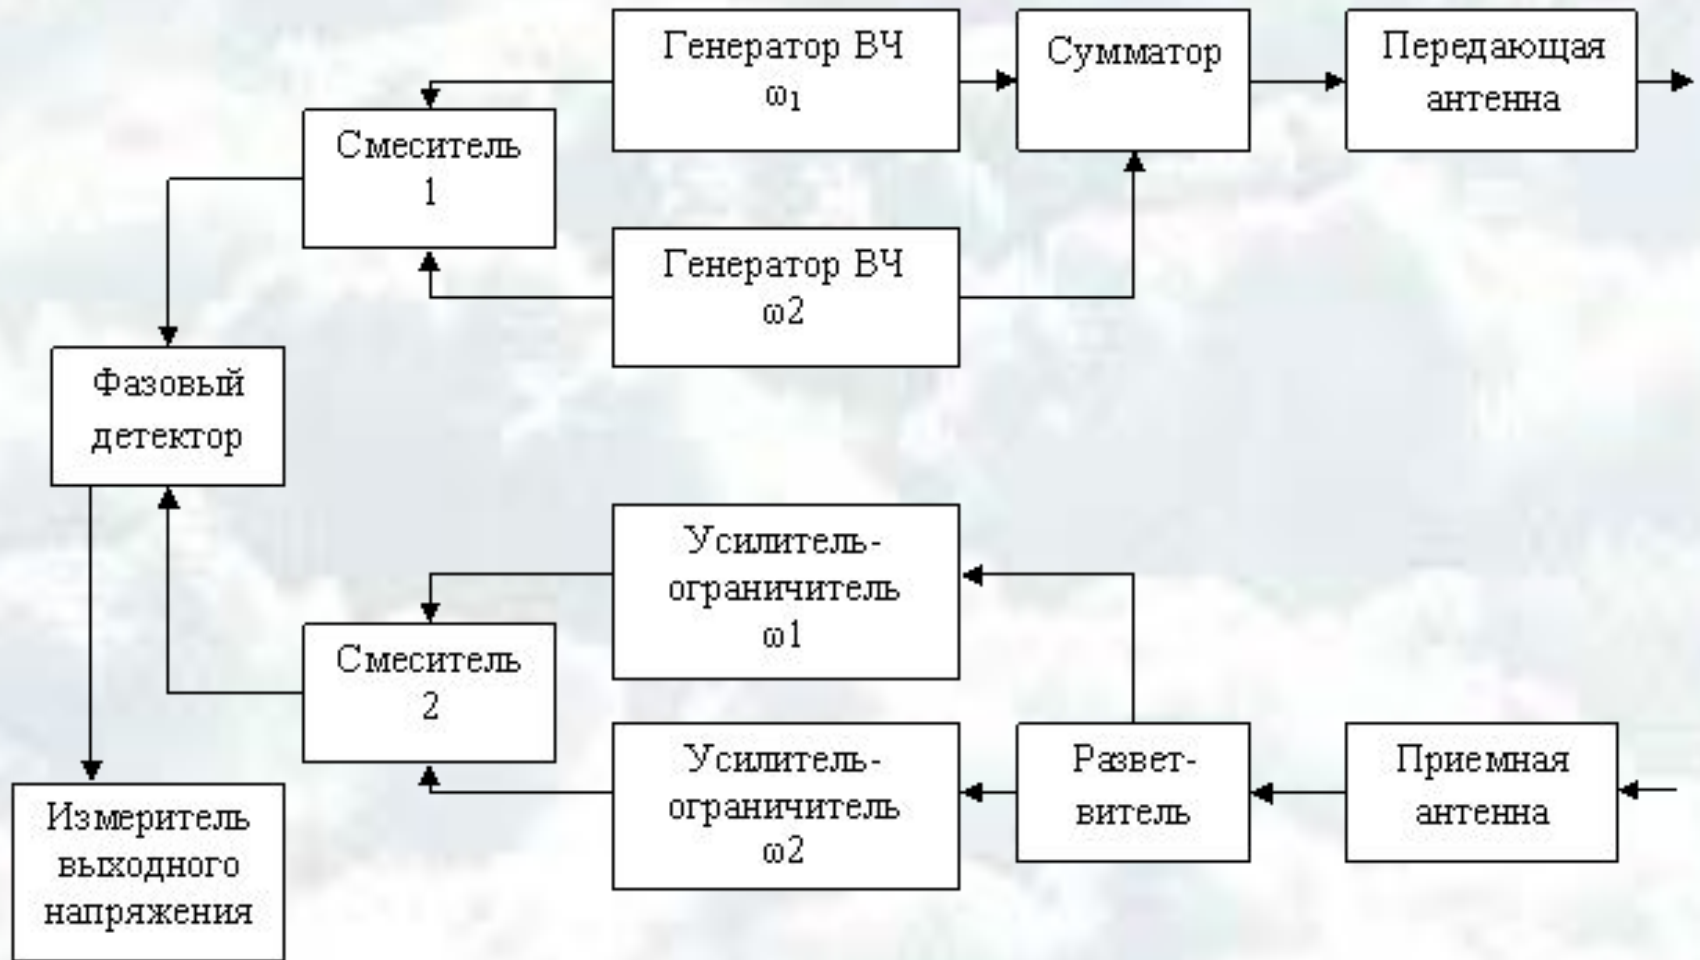 Генератор ВЧ
ω₁
Сумматор
Передающая
антенна
Смеситель
1
Генератор ВЧ
ω2
Фазовый
детектор
Усилитель-
ограничитель
ω1
Смеситель
2
Усилитель-
ограничитель
ω2
Развет-
витель
Приемная
антенна
Измеритель
выходного
напряжения